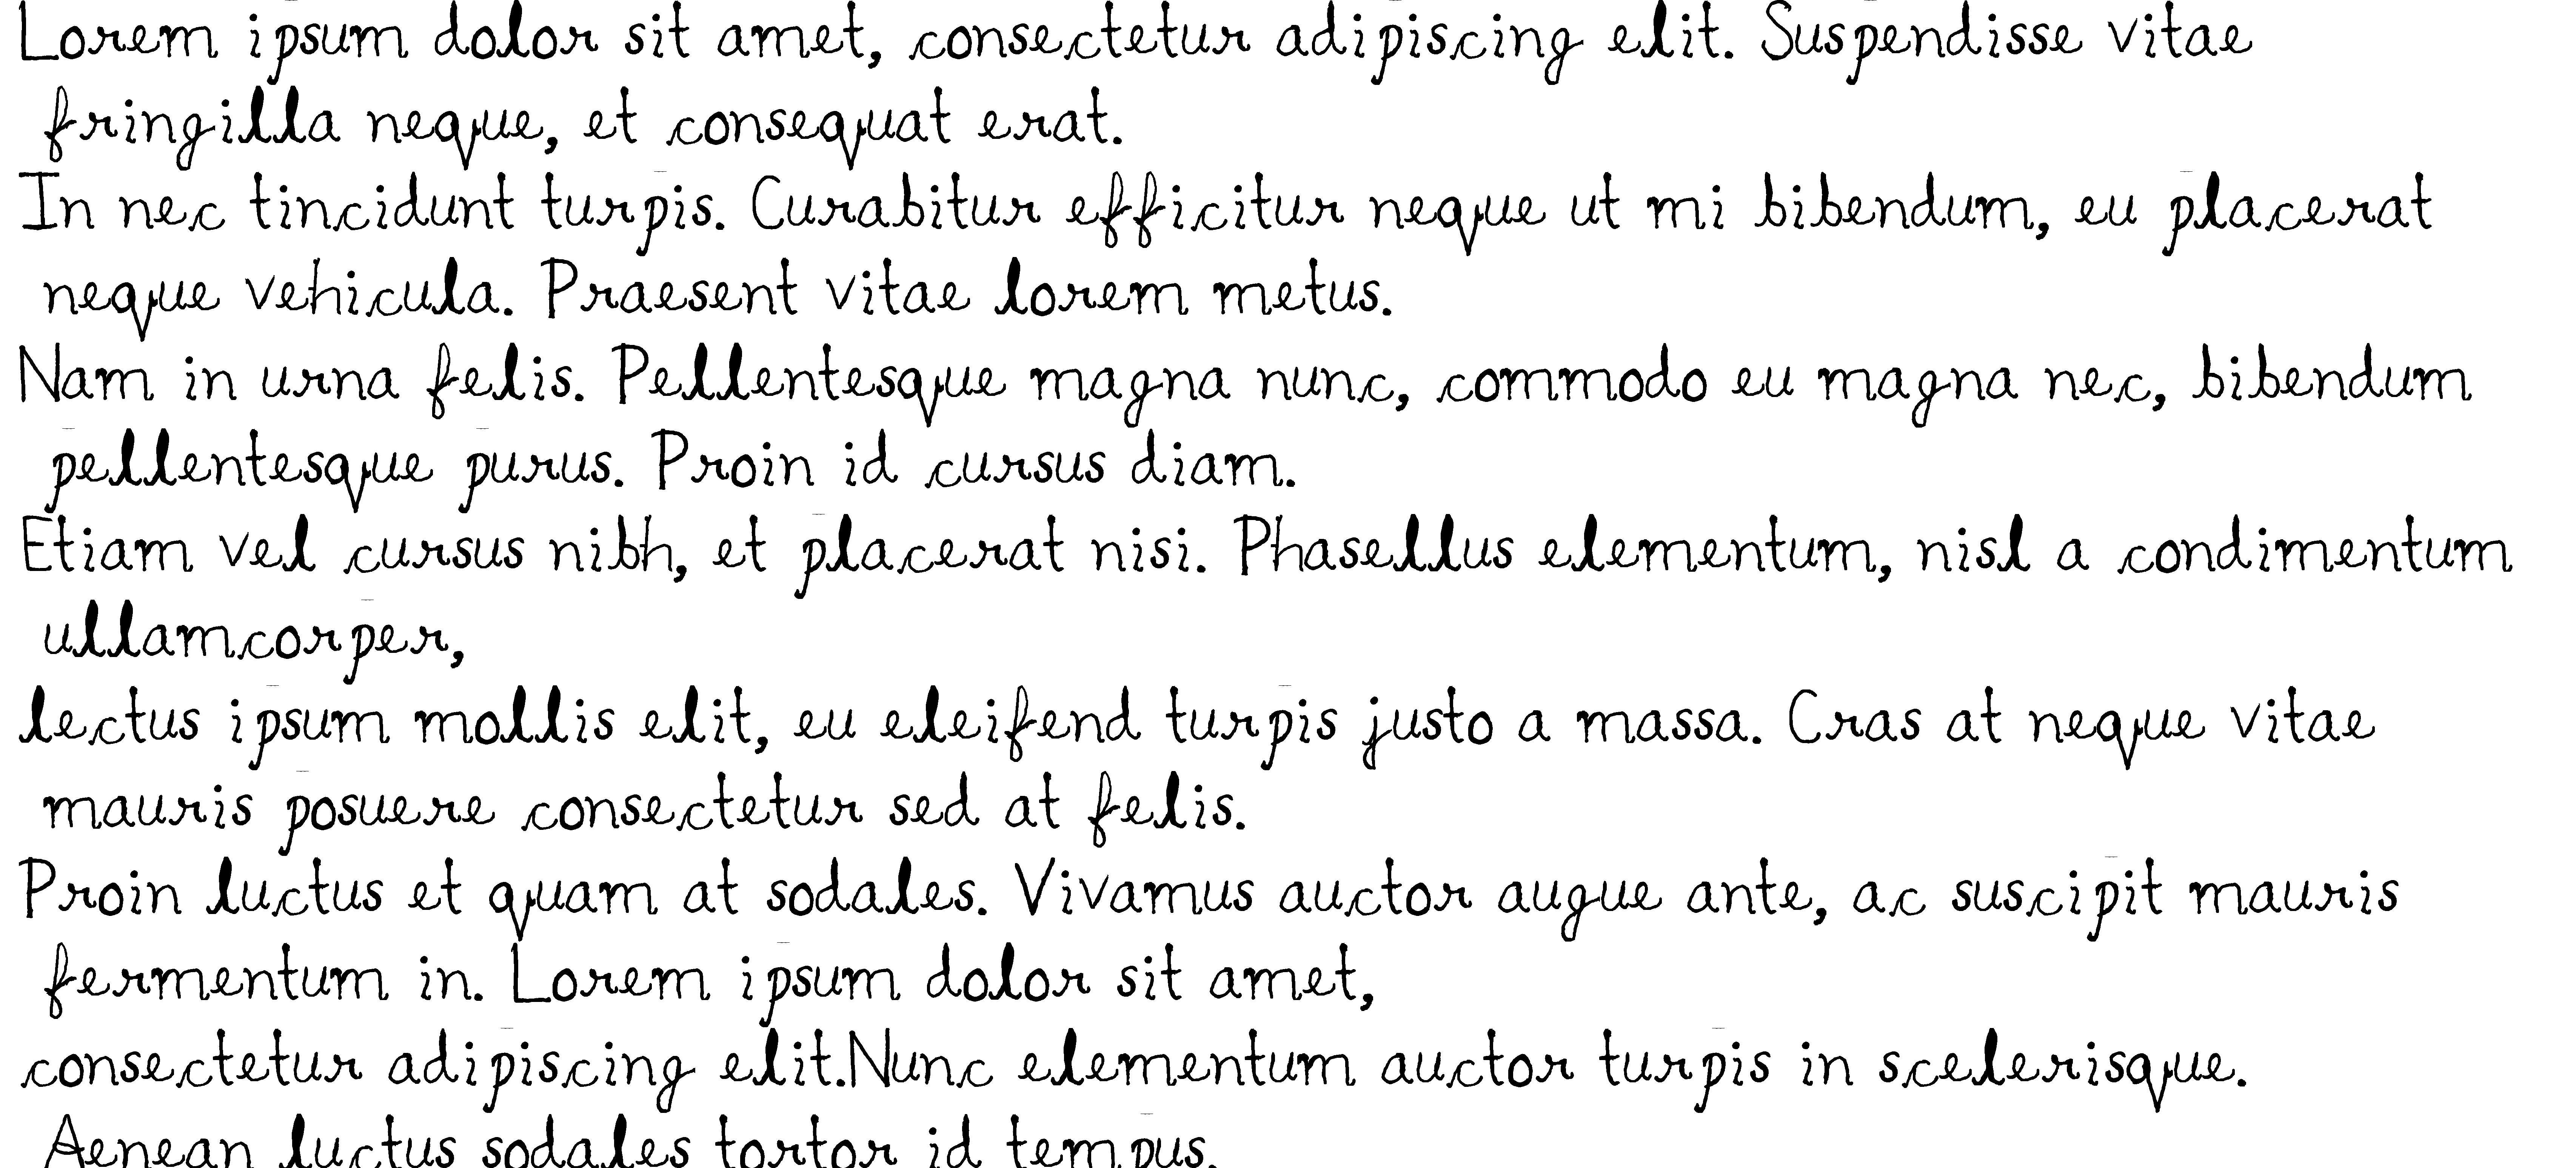 Lorem ipsum dolor sit amet, consectetur adipiscing elit. Suspendisse vitae
fringilla neque, et consequat erat.
In nec tincidunt turpis. Curabitur efficitur neque ut mi bibendum, eu placerat
neque vehicula. Praesent vitae lorem metus.
Nam in urna felis. Pellentesque magna nunc, commodo eu magna nec, bibendum
pellentesque purus. Proin id cursus diam.
Etiam vel cursus nibh, et placerat nisi. Phasellus elementum, nisl a condimentum
ullamcorper,
lectus ipsum mollis elit, eu eleifend turpis justo a massa. Cras at neque vitae
mauris posuere consectetur sed at felis.
Proin luctus et quam at sodales. Vivamus auctor augue ante, ac suscipit mauris
fermentum in. Lorem ipsum dolor sit amet,
consectetur adipiscing elit.Nunc elementum auctor turpis in scelerisque.
Aenean luctus sodales tortor id tempus.